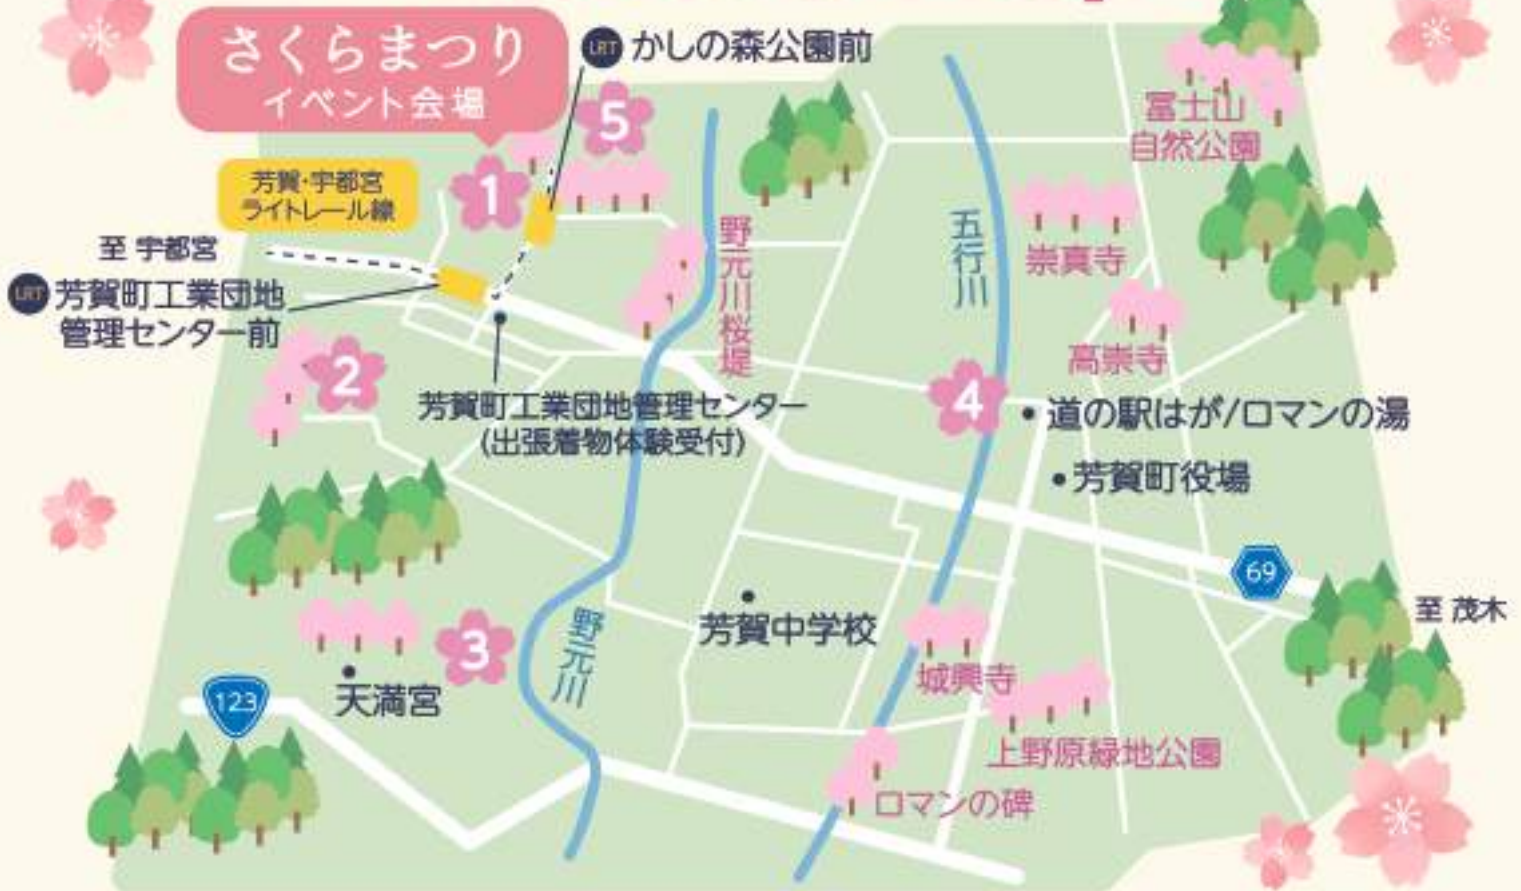 さくらまつり
イベント会場
LRT かしの森公園前
5
1
芳賀・宇都宮
ライトレール線
至 宇都宮
LRT 芳賀町工業団地
管理センター前
2
芳賀町工業団地管理センター
(出張着物体験受付)
野元川桜堤
五行川
富士山
自然公園
崇真寺
高崇寺
4
道の駅はが/ロマンの湯
芳賀町役場
69
至 茂木
芳賀中学校
3
天満宮
123
野元川
城興寺
上野原緑地公園
ロマンの碑